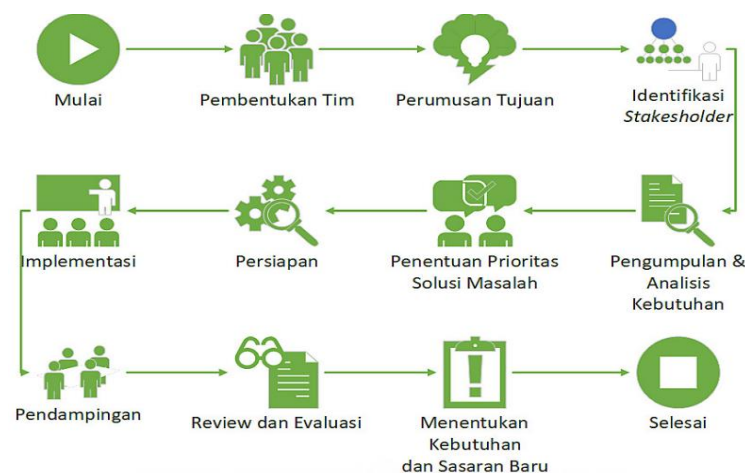 Mulai
Pembentukan Tim
Perumusan Tujuan
Identifikasi
Stakesholder
Implementasi
Persiapan
Penentuan Prioritas
Solusi Masalah
Pengumpulan &
Analisis
Kebutuhan
Pendampingan
Review dan Evaluasi
Menentukan
Kebutuhan
dan Sasaran Baru
Selesai